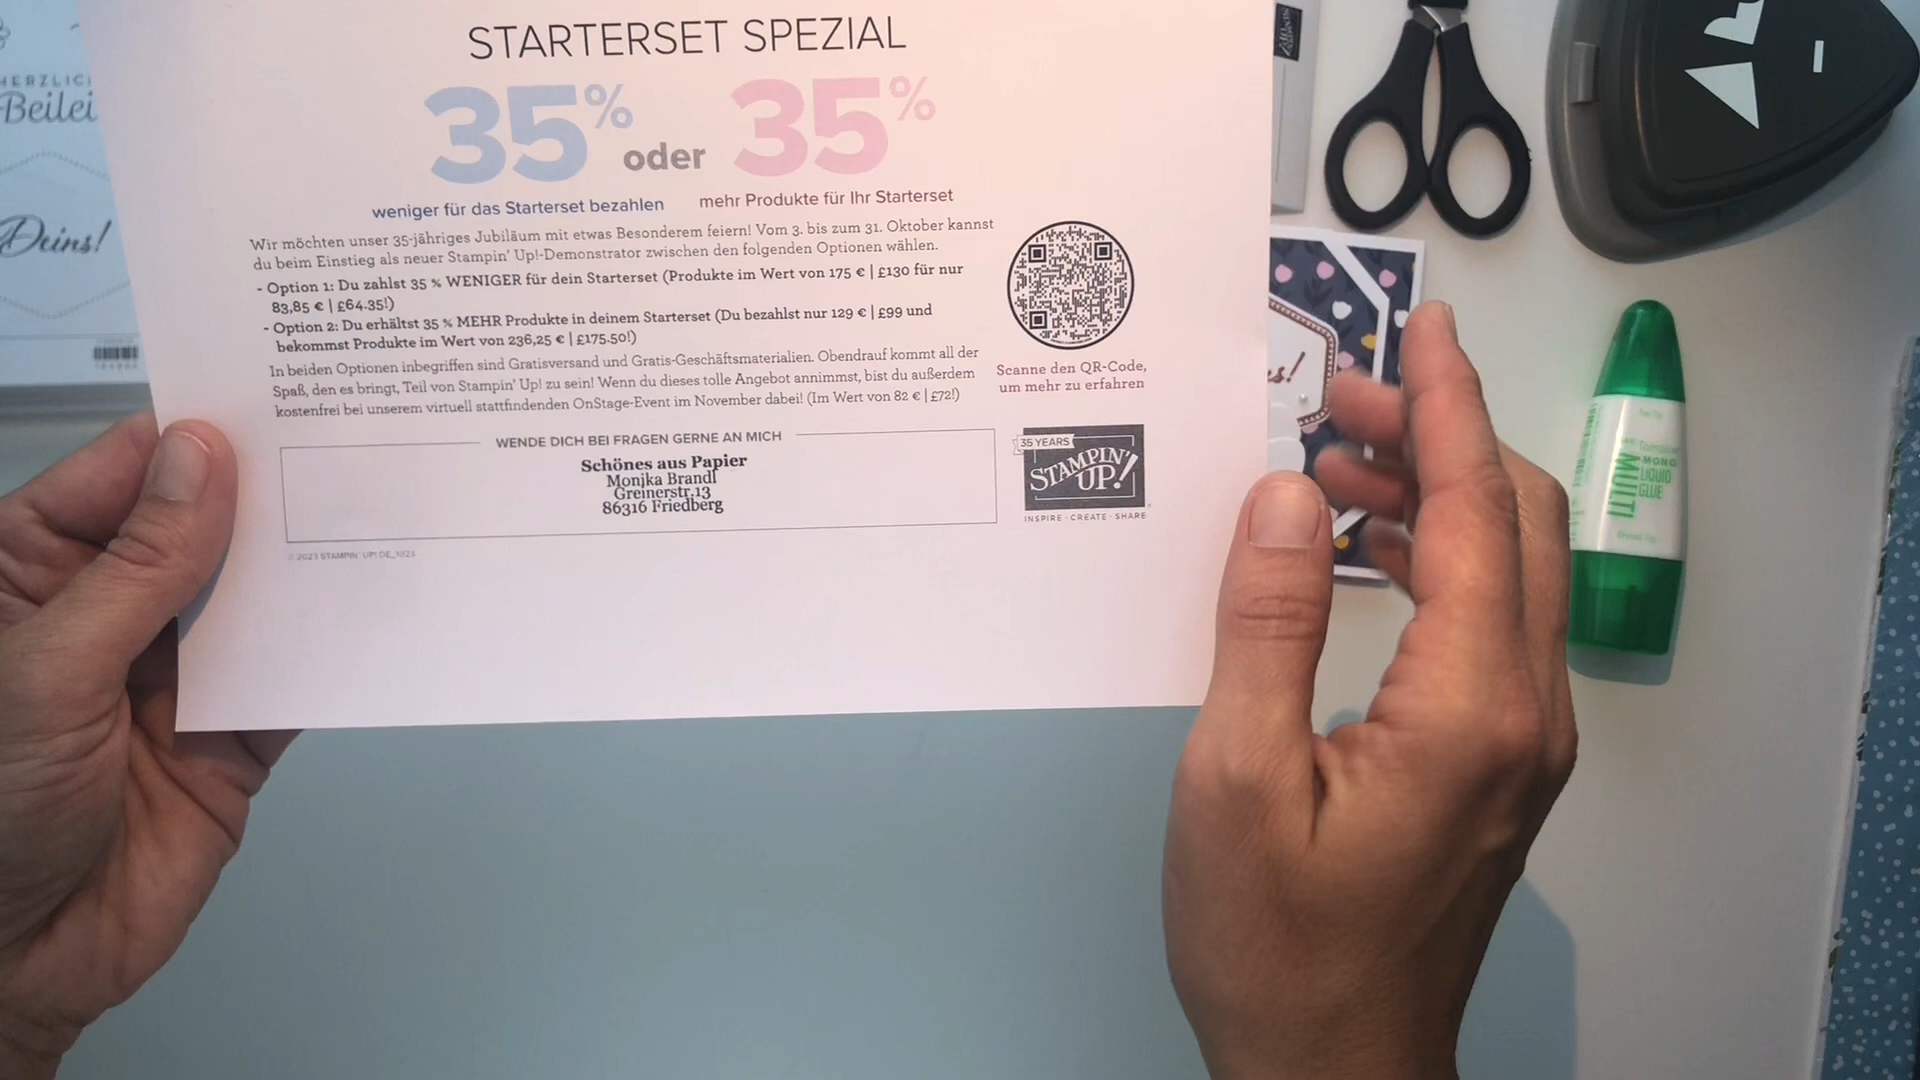 STARTERSET SPEZIAL
35% oder 35%
weniger für das Starterset bezahlen
mehr Produkte für Ihr Starterset
Wir möchten unser 35-jähriges Jubiläum mit etwas Besonderem feiern! Vom 3. bis zum 31. Oktober kannst
du beim Einstieg als neuer Stampin' Up!-Demonstrator zwischen den folgenden Optionen wählen.
- Option 1: Du zahlst 35 % WENIGER für dein Starterset (Produkte im Wert von 175 € | £130 für nur
83,85 € | £64.35!)
- Option 2: Du erhältst 35 % MEHR Produkte in deinem Starterset (Du bezahlst nur 129 € | £99 und
bekommst Produkte im Wert von 236,25 € | £175.50!)
In beiden Optionen inbegriffen sind Gratisversand und Gratis-Geschäftsmaterialien. Obendrauf kommt all der
Spaß, den es bringt, Teil von Stampin' Up! zu sein! Wenn du dieses tolle Angebot annimmst, bist du außerdem
kostenfrei bei unserem virtuell stattfindenden OnStage-Event im November dabei! (Im Wert von 82 € | £72!)
Scanne den QR-Code,
um mehr zu erfahren
WENDE DICH BEI FRAGEN GERNE AN MICH
Schönes aus Papier
Monjka Brandl
Greinerstr.13
86316 Friedberg
35 YEARS
STAMPIN'
UP!
INSPIRE · CREATE · SHARE
© 2023 STAMPIN' UP! DE_1023
Beilei
Deins!
Tombow
MONO
MULTI
LIQUID
GLUE